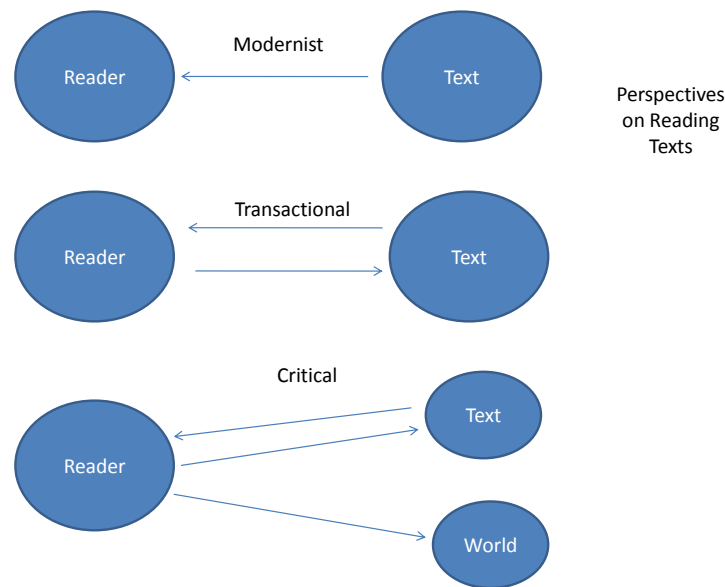 Modernist
Reader
Text
Perspectives
on Reading
Texts
Transactional
Reader
Text
Critical
Text
Reader
World